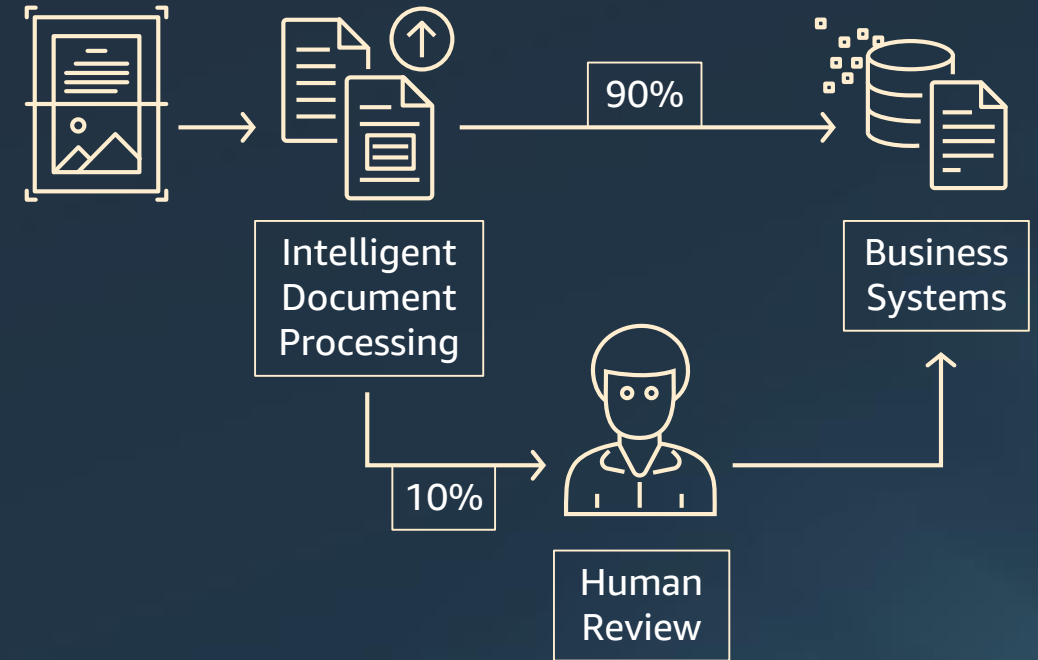 90%
Intelligent
Document
Processing
Business
Systems
10%
Human
Review